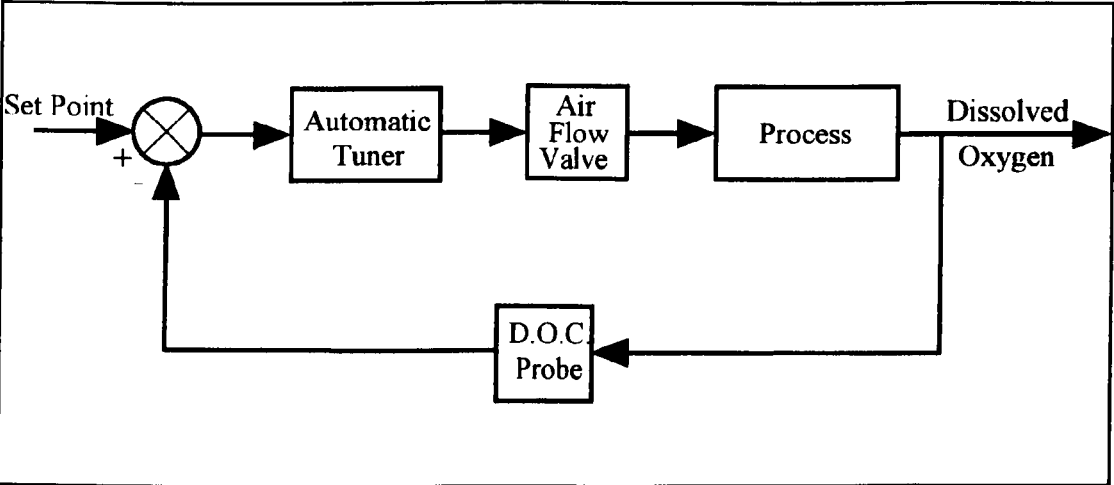 Set Point
+
-
Automatic
Tuner
Air
Flow
Valve
Process
Dissolved
Oxygen
D.O.C.
Probe